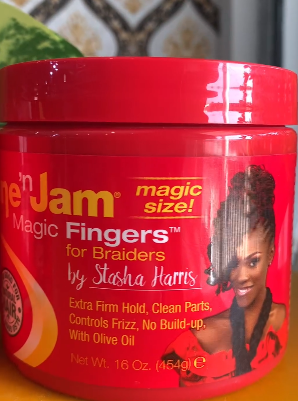 'n
Jam®
magic
size!
Magic Fingers™
for Braiders
by Stasha Harris
Extra Firm Hold, Clean Parts,
Controls Frizz, No Build-up,
With Olive Oil
Net Wt. 16 Oz. (454g) e